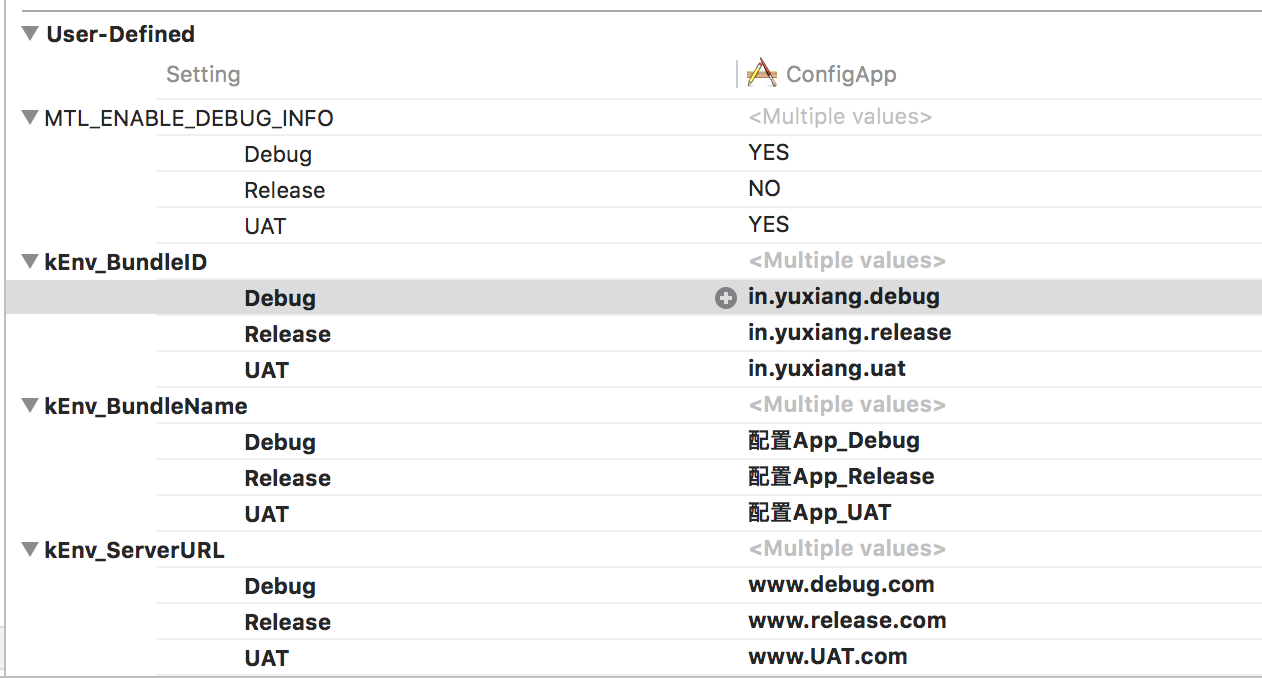 User-Defined
Setting ConfigApp
MTL_ENABLE_DEBUG_INFO <Multiple values>
Debug YES
Release NO
UAT YES
kEnv_BundleID <Multiple values>
Debug in.yuxiang.debug
Release in.yuxiang.release
UAT in.yuxiang.uat
kEnv_BundleName <Multiple values>
Debug 配置App_Debug
Release 配置App_Release
UAT 配置App_UAT
kEnv_ServerURL <Multiple values>
Debug www.debug.com
Release www.release.com
UAT www.UAT.com